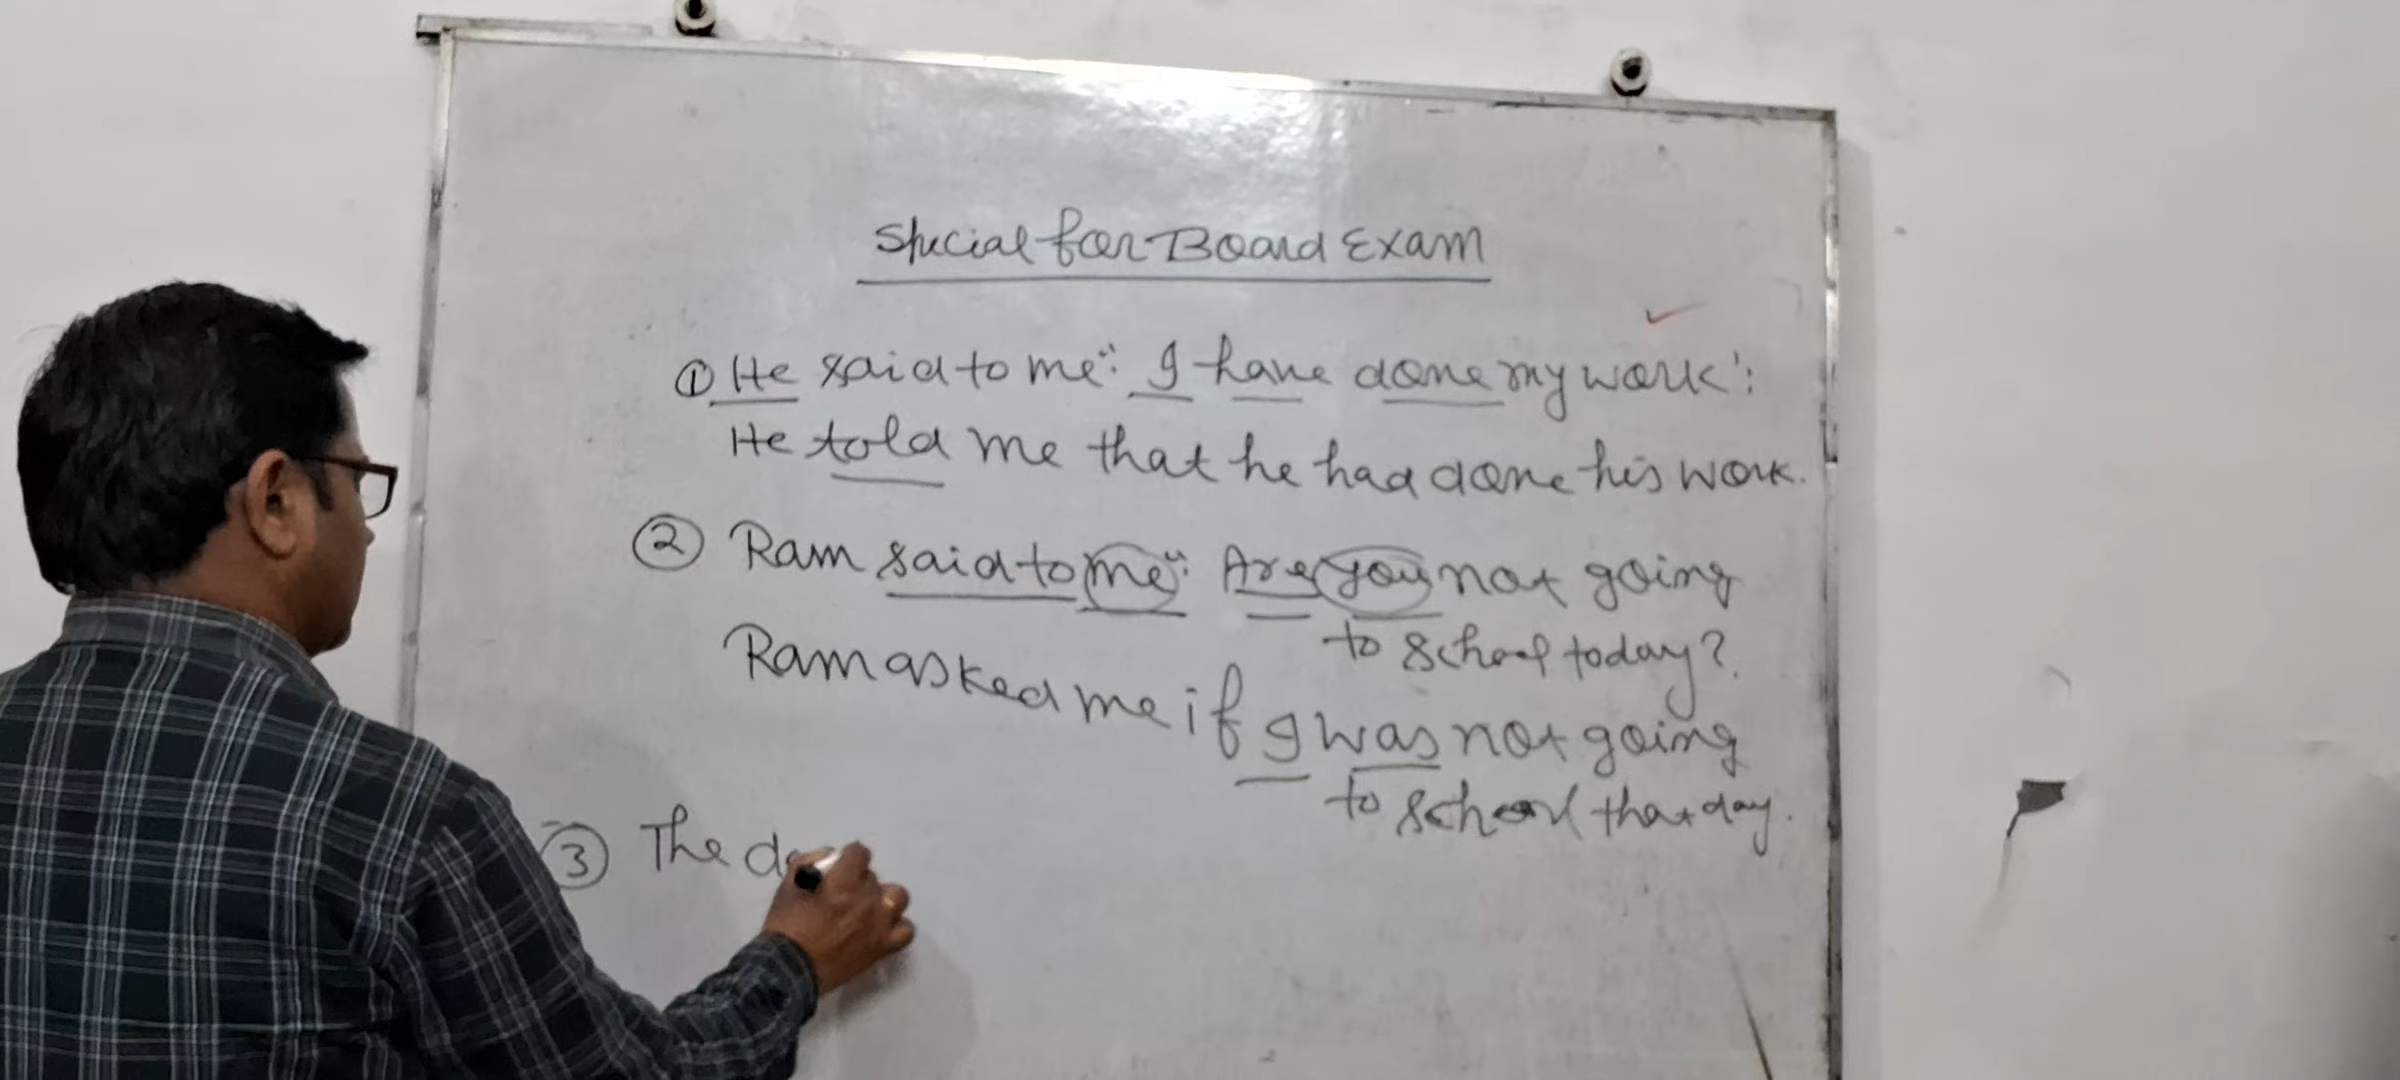 Special for Board Exam
① He said to me": I have done my work':
He told me that he had done his work.
② Ram said to me": Are you not going
to school today?
Ram asked me if I was not going
to school that day.
③ The